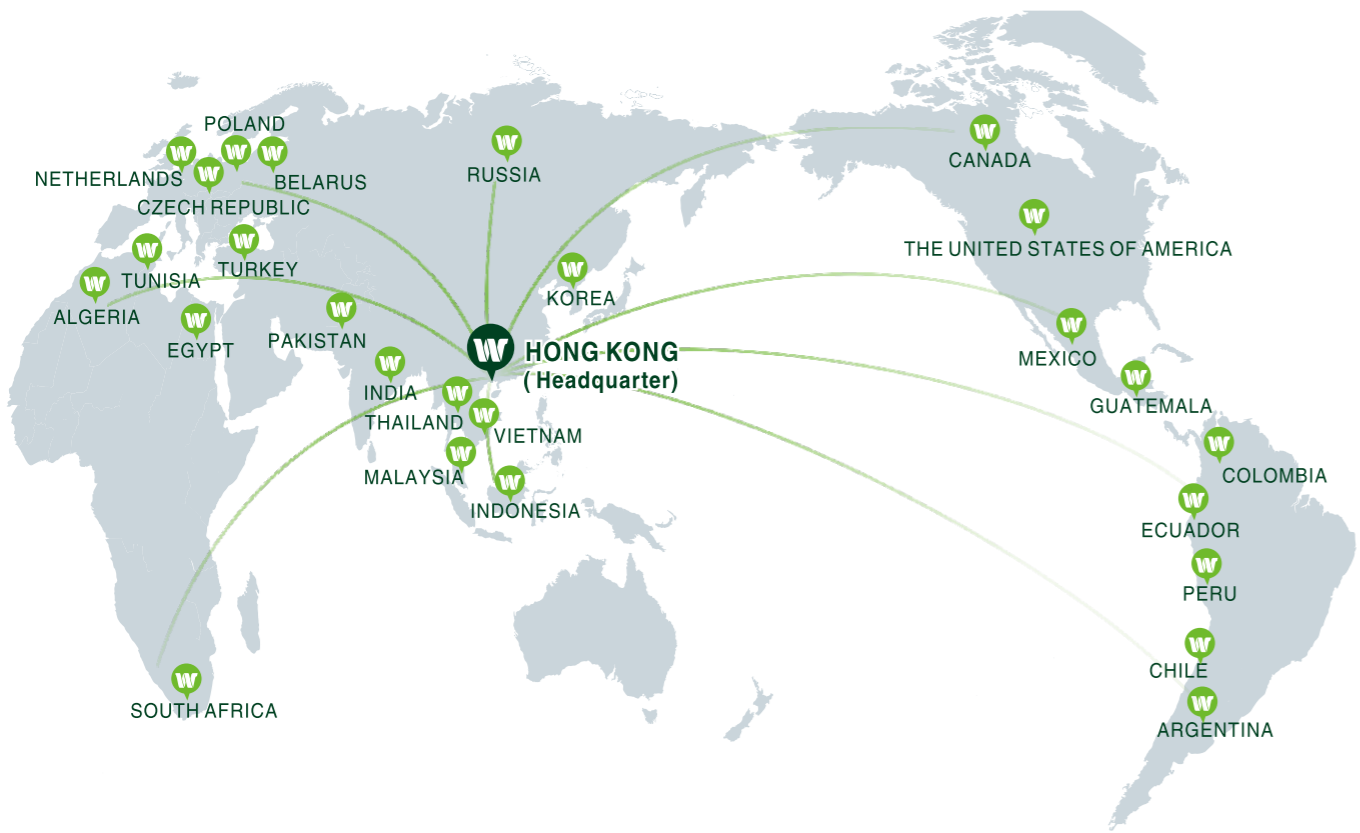 POLAND
NETHERLANDS
BELARUS
CZECH REPUBLIC
RUSSIA
CANADA
THE UNITED STATES OF AMERICA
TUNISIA
TURKEY
ALGERIA
EGYPT
PAKISTAN
KOREA
HONG KONG
(Headquarter)
MEXICO
INDIA
THAILAND
VIETNAM
GUATEMALA
MALAYSIA
COLOMBIA
INDONESIA
ECUADOR
PERU
CHILE
SOUTH AFRICA
ARGENTINA